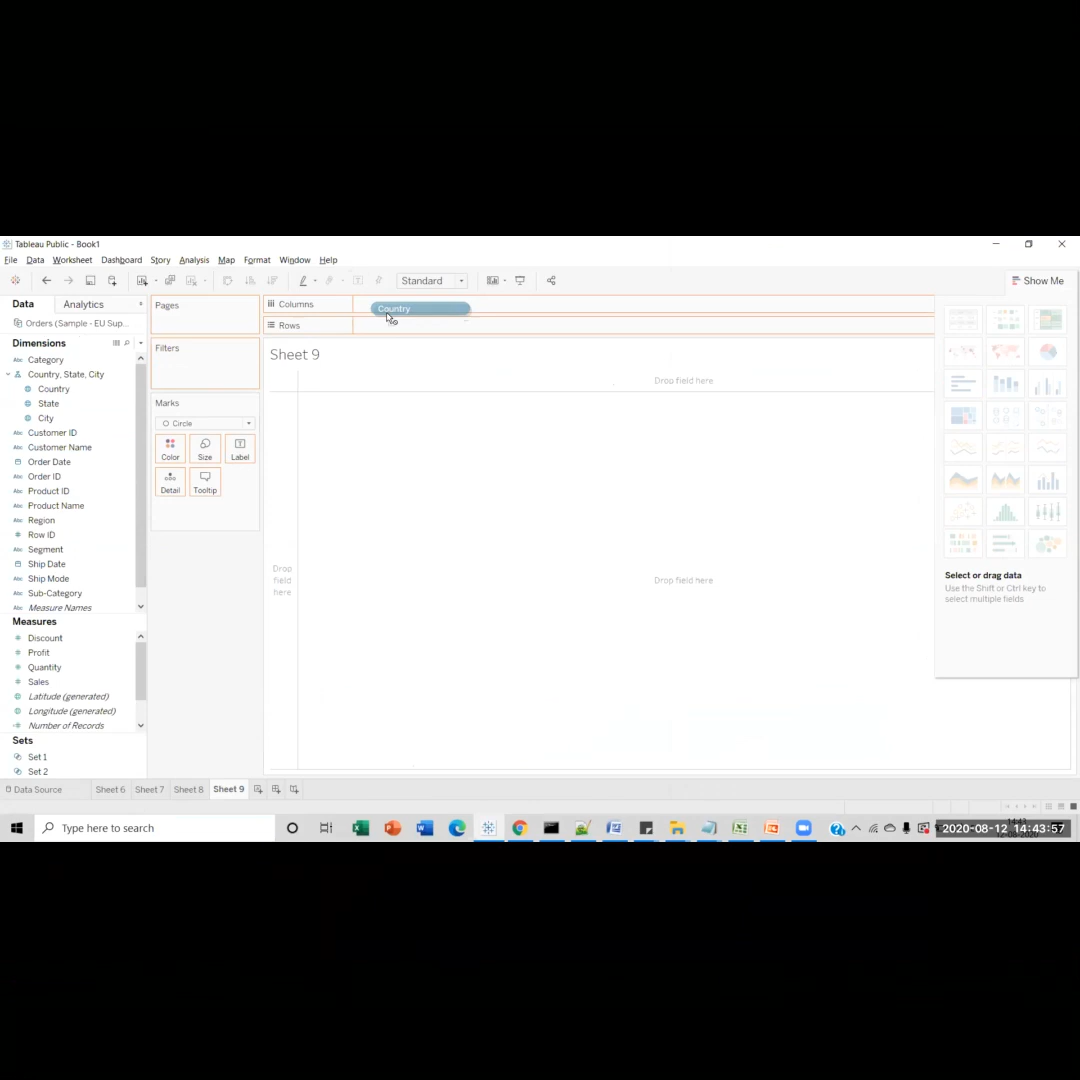 Tableau Public - Book1
File Data Worksheet Dashboard Story Analysis Map Format Window Help
Standard
Show Me
Data Analytics
Pages
Columns
Country
Orders (Sample - EU Sup...
Rows
Dimensions
Filters
Sheet 9
Category
Country, State, City
Drop field here
Country
State
Marks
City
Circle
Customer ID
Customer Name
Color Size Label
Order Date
Order ID
Product ID
Detail Tooltip
Product Name
Region
Row ID
Segment
Ship Date
Ship Mode
Sub-Category
Measure Names
Drop
field
here
Drop field here
Select or drag data
Use the Shift or Ctrl key to
select multiple fields
Measures
Discount
Profit
Quantity
Sales
Latitude (generated)
Longitude (generated)
Number of Records
Sets
Set 1
Set 2
Data Source Sheet 6 Sheet 7 Sheet 8 Sheet 9
Type here to search
2020-08-12 14:43:57